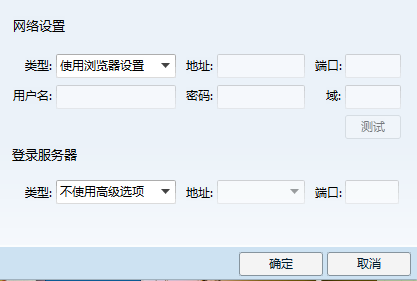 网络设置
类型: 使用浏览器设置 地址: 端口:
用户名: 密码: 域:
测试
登录服务器
类型: 不使用高级选项 地址: 端口:
确定 取消